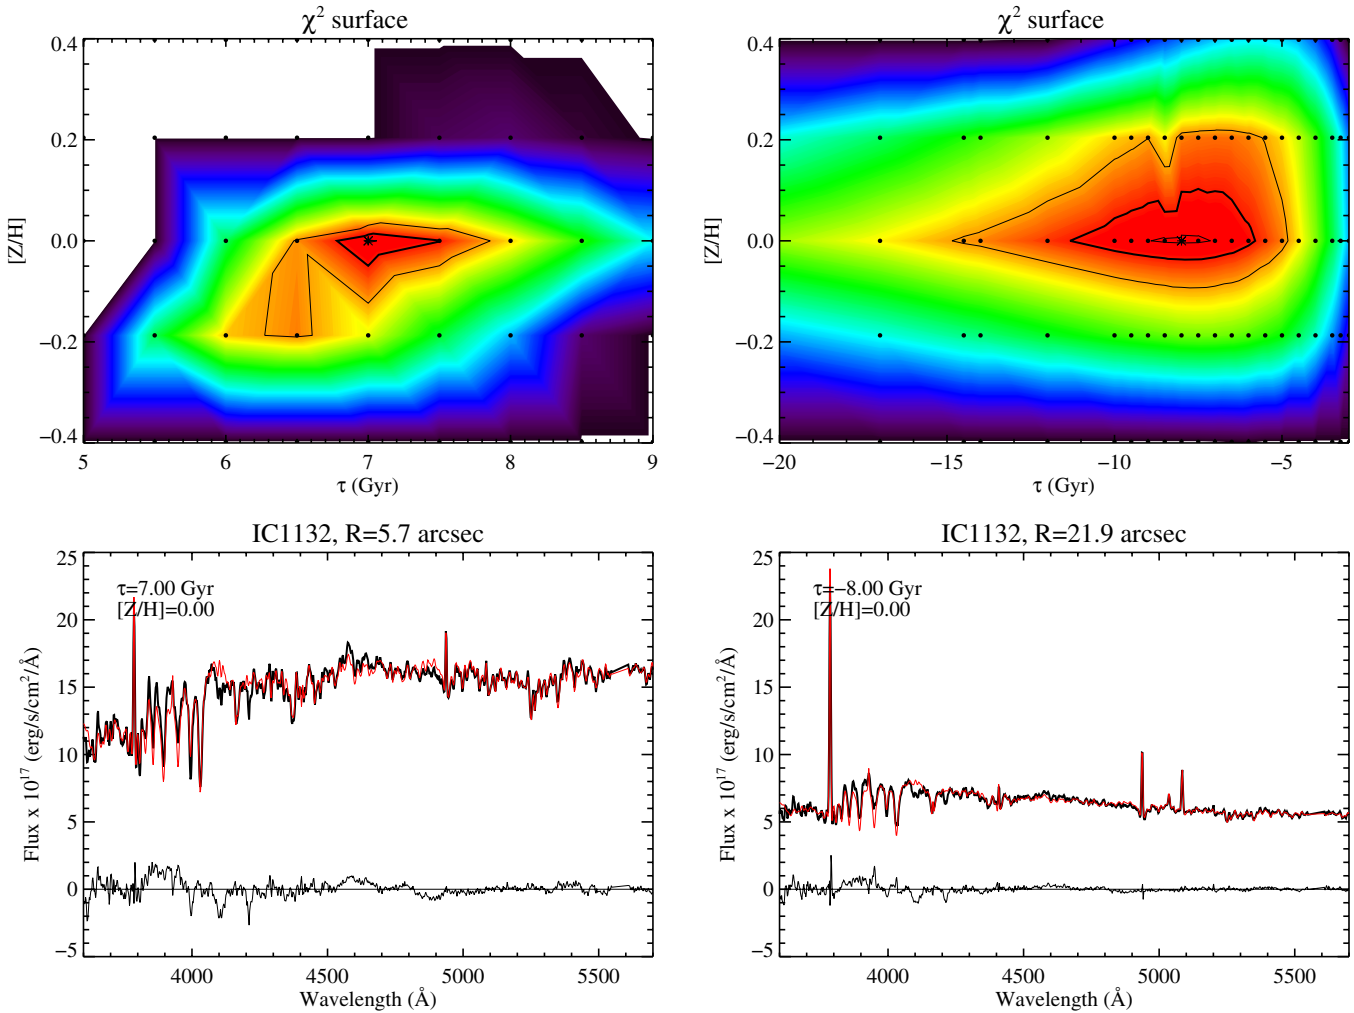 χ² surface
0.4
0.2
0.0
−0.2
−0.4
[Z/H]
5
6
7
8
9
τ (Gyr)
χ² surface
0.4
0.2
0.0
−0.2
−0.4
[Z/H]
−20
−15
−10
−5
τ (Gyr)
IC1132, R=5.7 arcsec
τ=7.00 Gyr
[Z/H]=0.00
25
20
15
10
5
0
−5
Flux x 10¹⁷ (erg/s/cm²/Å)
4000
4500
5000
5500
Wavelength (Å)
IC1132, R=21.9 arcsec
τ=−8.00 Gyr
[Z/H]=0.00
25
20
15
10
5
0
−5
Flux x 10¹⁷ (erg/s/cm²/Å)
4000
4500
5000
5500
Wavelength (Å)